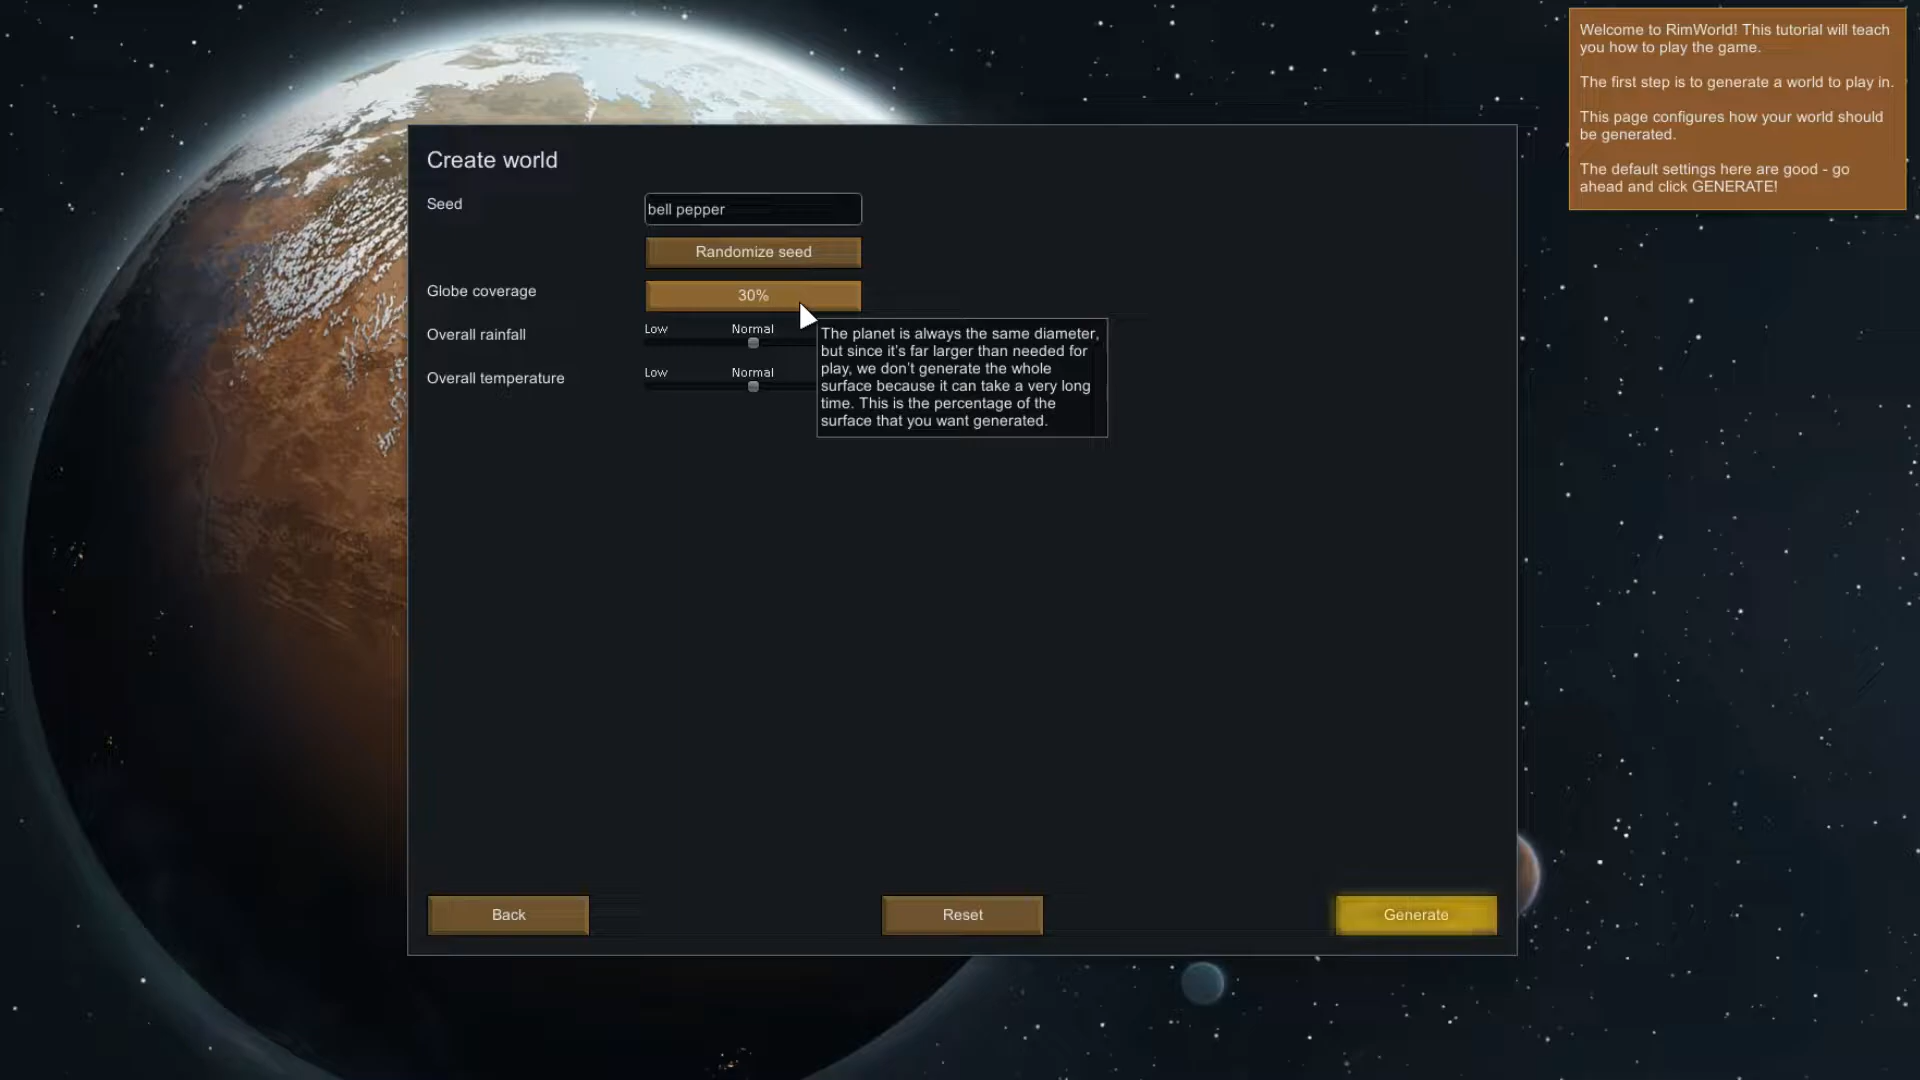 Welcome to RimWorld! This tutorial will teach
you how to play the game.
The first step is to generate a world to play in.
This page configures how your world should
be generated.
The default settings here are good - go
ahead and click GENERATE!
Create world
Seed
bell pepper
Randomize seed
Globe coverage
30%
Overall rainfall
Low
Normal
Overall temperature
Low
Normal
The planet is always the same diameter,
but since it's far larger than needed for
play, we don't generate the whole
surface because it can take a very long
time. This is the percentage of the
surface that you want generated.
Back
Reset
Generate